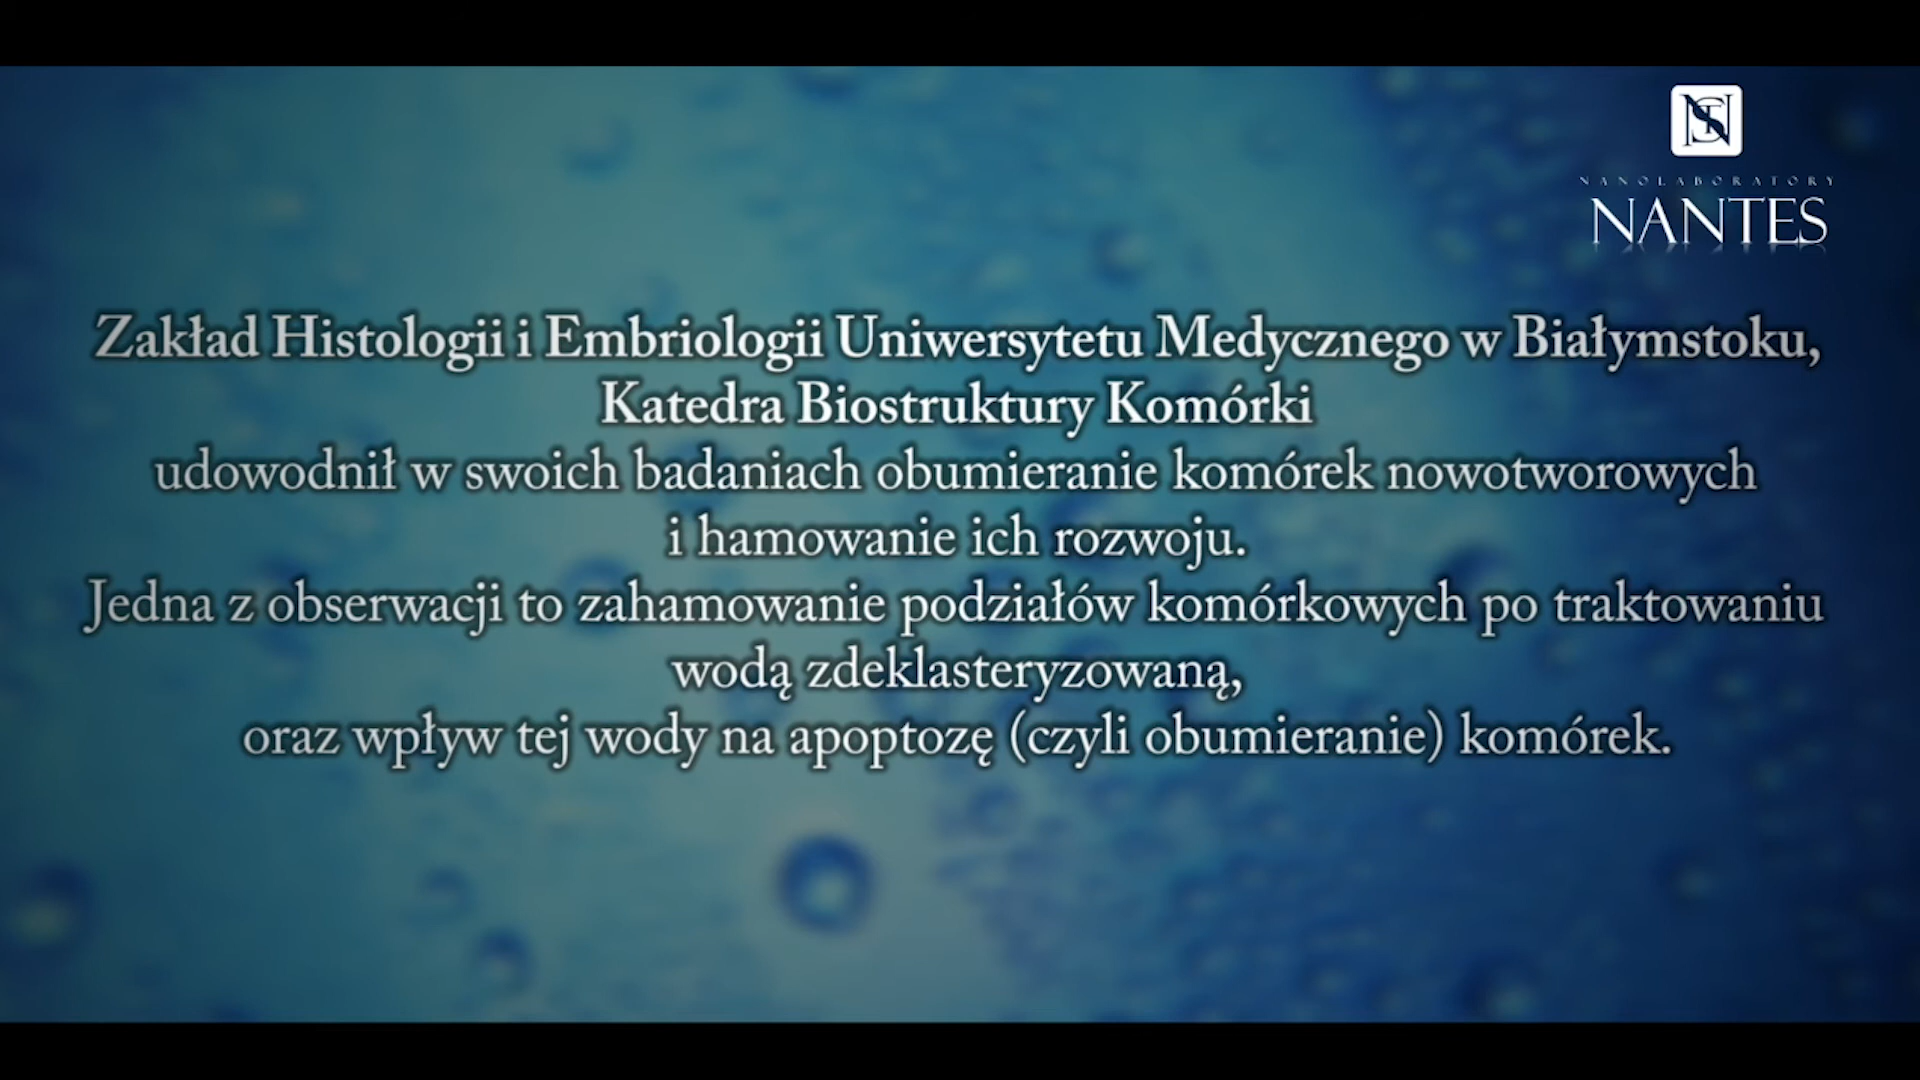 NANOLABORATORY
NANTES
Zakład Histologii i Embriologii Uniwersytetu Medycznego w Białymstoku,
Katedra Biostruktury Komórki
udowodnił w swoich badaniach obumieranie komórek nowotworowych
i hamowanie ich rozwoju.
Jedna z obserwacji to zahamowanie podziałów komórkowych po traktowaniu
wodą zdeklasteryzowaną,
oraz wpływ tej wody na apoptozę (czyli obumieranie) komórek.